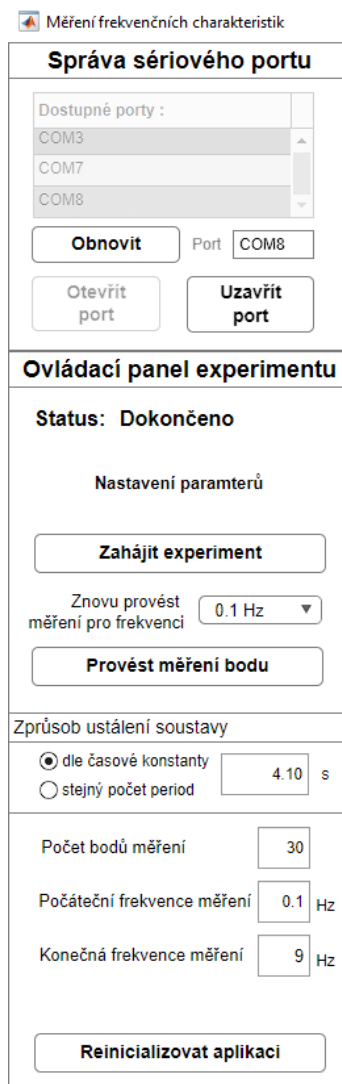 Měření frekvenčních charakteristik
Správa sériového portu
Dostupné porty :
COM3
COM7
COM8
Obnovit Port COM8
Otevřít
port
Uzavřít
port
Ovládací panel experimentu
Status: Dokončeno
Nastavení paramterů
Zahájit experiment
Znovu provést
měření pro frekvenci
0.1 Hz
Provést měření bodu
Zprůsob ustálení soustavy
dle časové konstanty
stejný počet period
4.10 s
Počet bodů měření 30
Počáteční frekvence měření 0.1 Hz
Konečná frekvence měření 9 Hz
Reinicializovat aplikaci